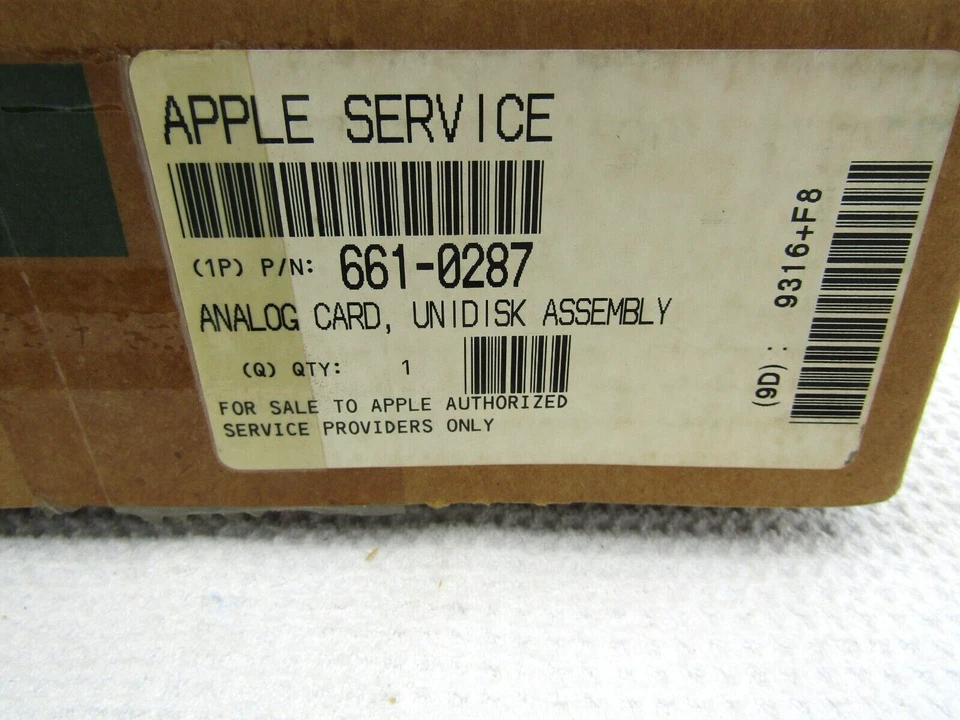 APPLE SERVICE
(1P) P/N: 661-0287
ANALOG CARD, UNIDISK ASSEMBLY
(Q) QTY: 1
FOR SALE TO APPLE AUTHORIZED
SERVICE PROVIDERS ONLY
(9D) : 9316+F8